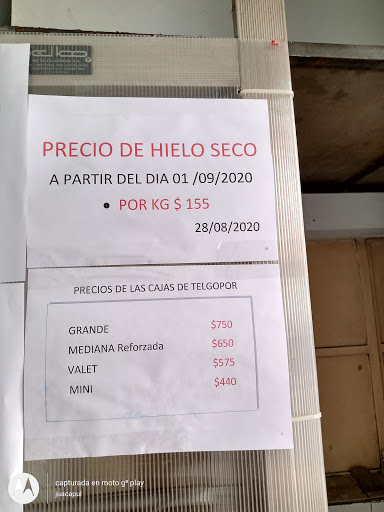 PRECIO DE HIELO SECO
A PARTIR DEL DIA 01 /09/2020
• POR KG $ 155
28/08/2020
PRECIOS DE LAS CAJAS DE TELGOPOR
GRANDE $750
MEDIANA Reforzada $650
VALET $575
MINI $440
capturada en moto g⁶ play
juacapul